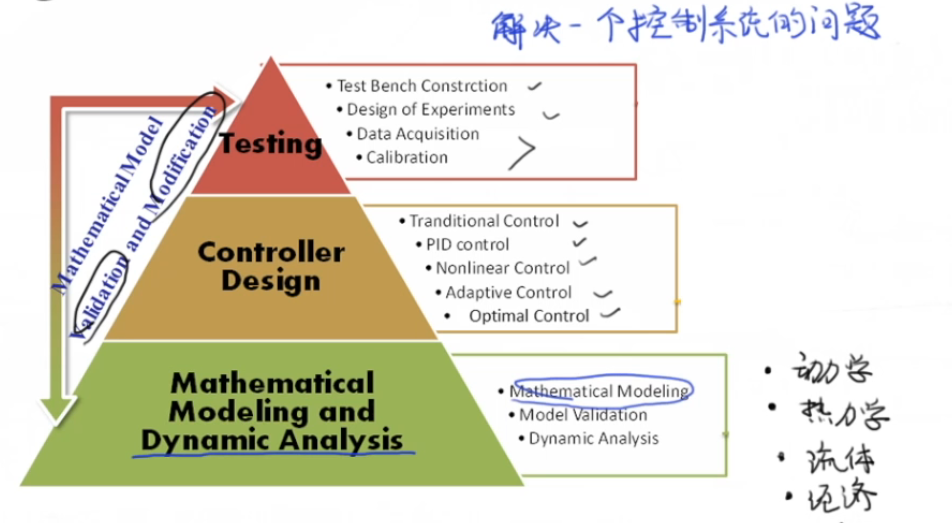 解决一个控制系统的问题
Mathematical Model
Validation and Modification
Testing
• Test Bench Constrction
• Design of Experiments
• Data Acquisition
• Calibration
Controller
Design
• Tranditional Control
• PID control
• Nonlinear Control
• Adaptive Control
• Optimal Control
Mathematical
Modeling and
Dynamic Analysis
• Mathematical Modeling
• Model Validation
• Dynamic Analysis
• 动力学
• 热力学
• 流体
• 经济